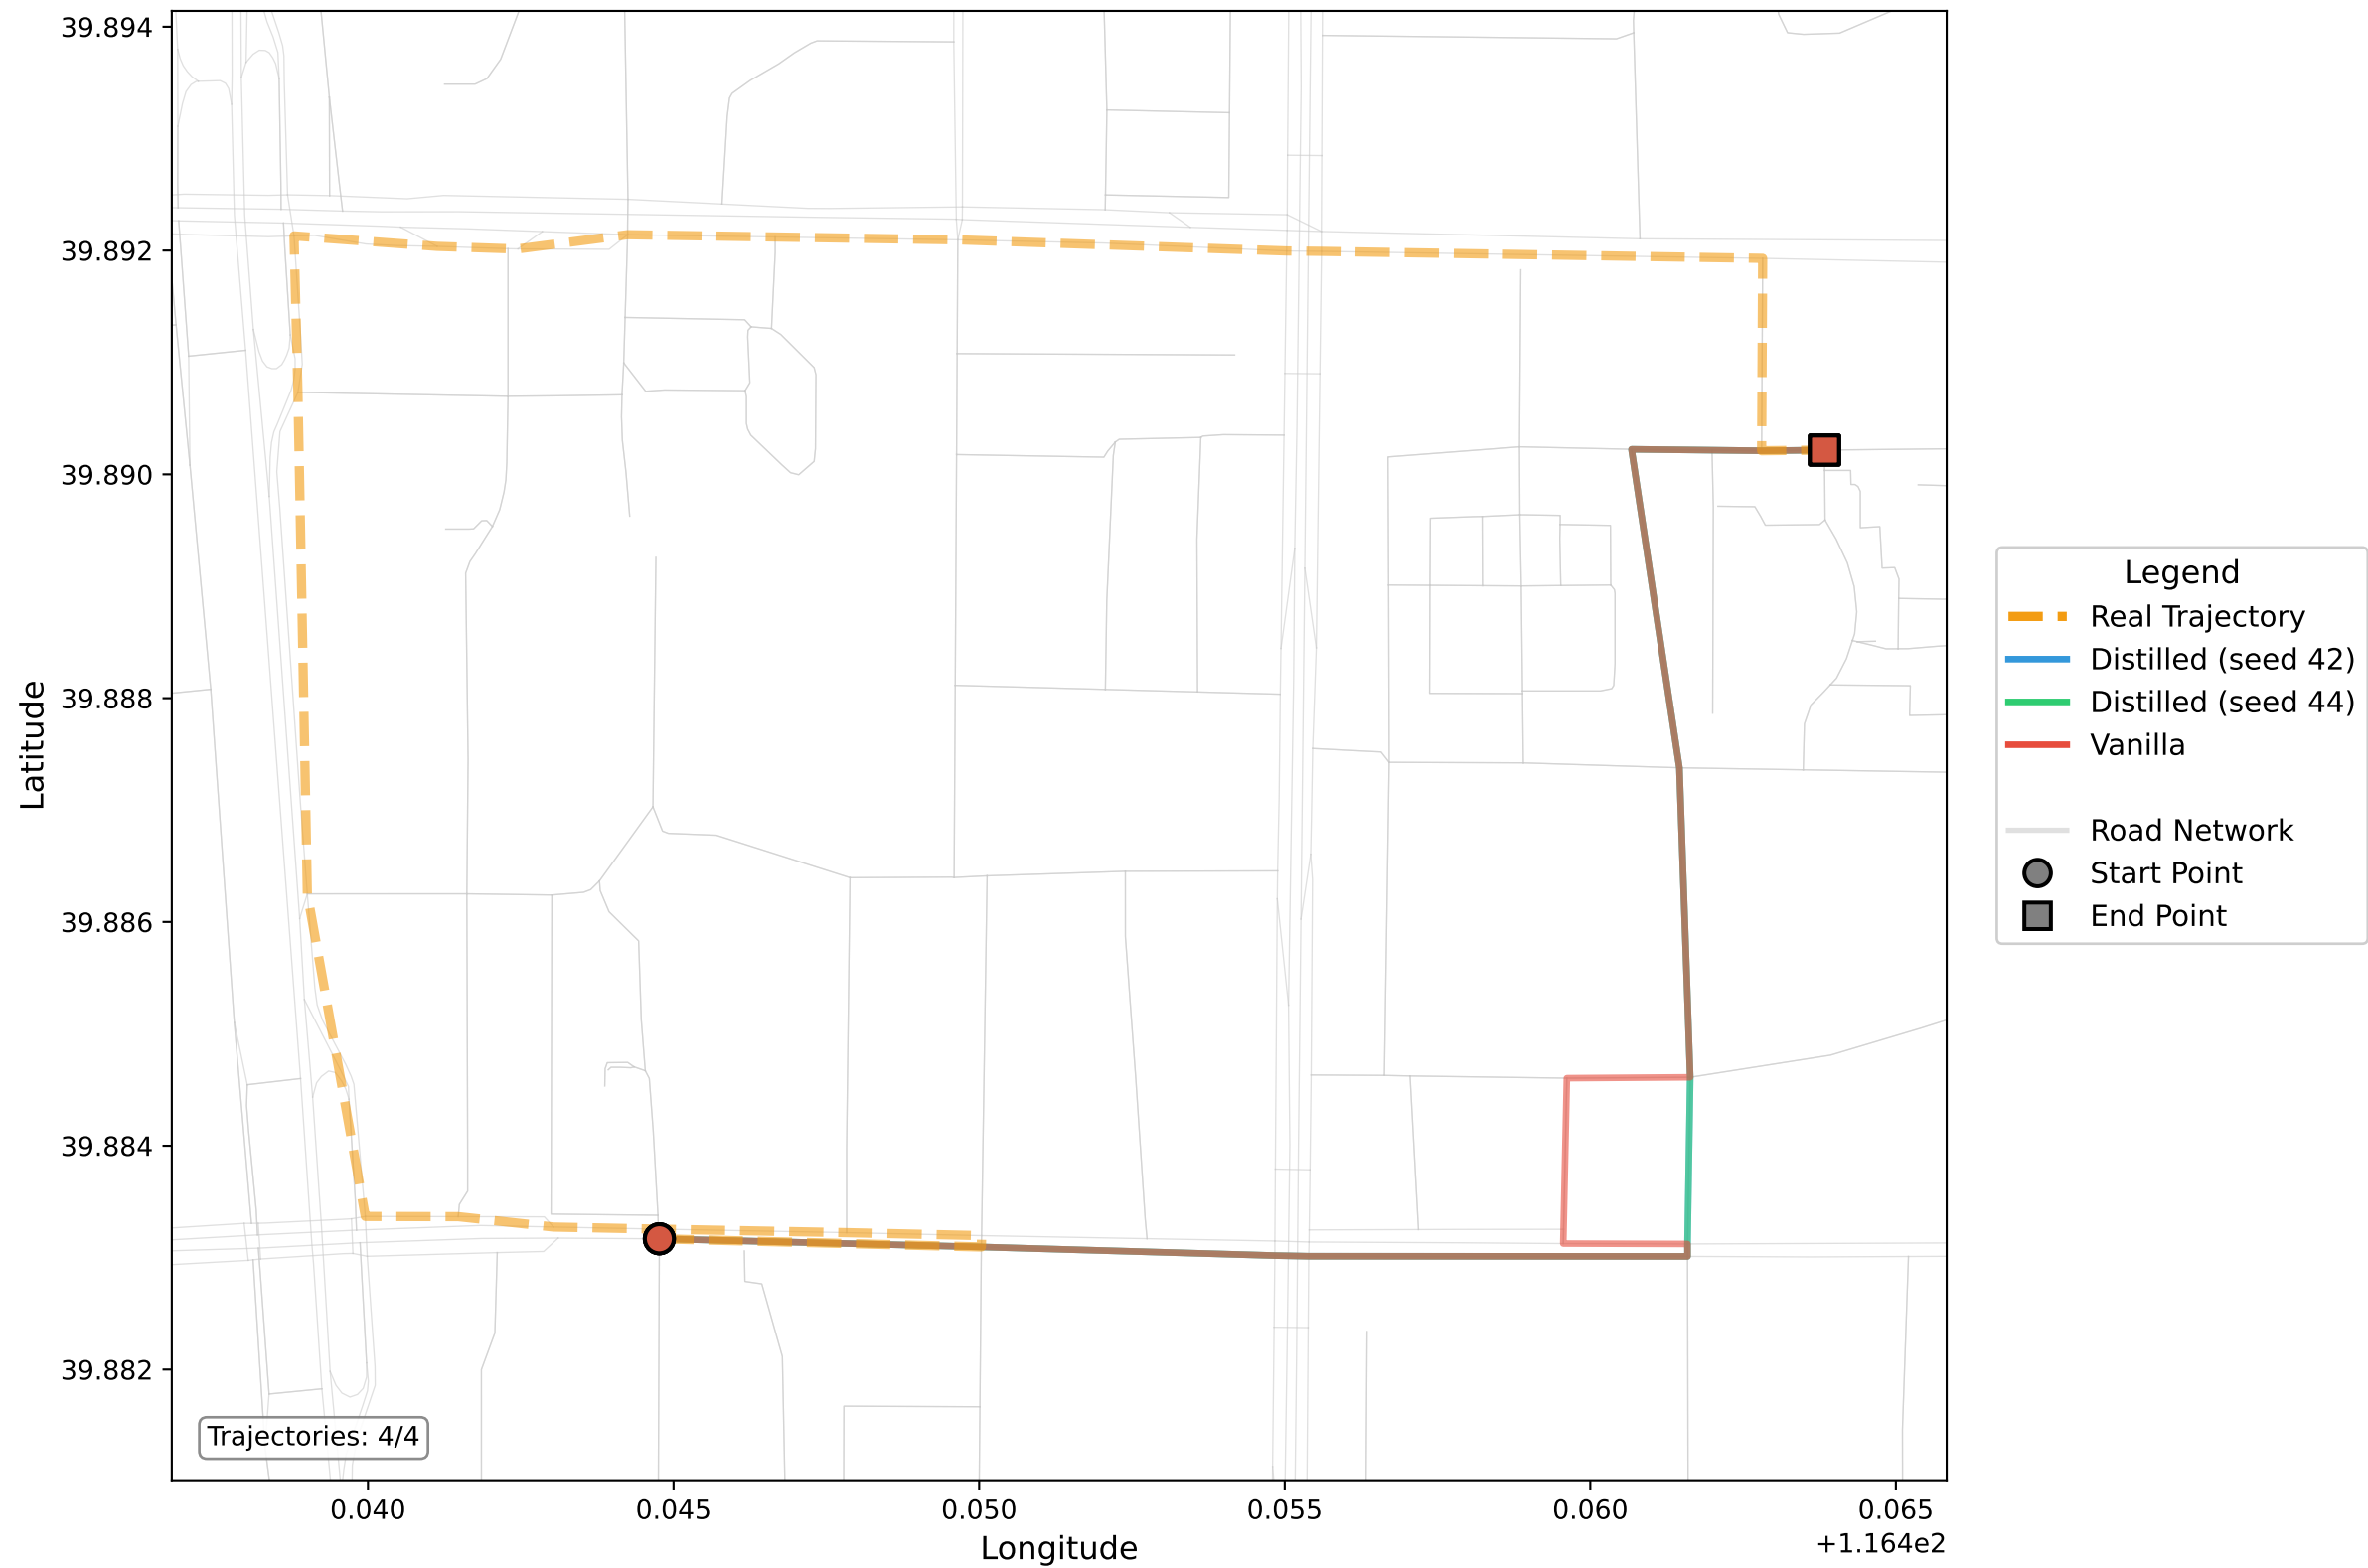 39.894
39.892
39.890
39.888
39.886
39.884
39.882
Latitude
Trajectories: 4/4
0.040
0.045
0.050
0.055
0.060
0.065
+1.164e2
Longitude
Legend
Real Trajectory
Distilled (seed 42)
Distilled (seed 44)
Vanilla
Road Network
Start Point
End Point